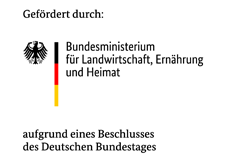 Gefördert durch:
Bundesministerium
für Landwirtschaft, Ernährung
und Heimat
aufgrund eines Beschlusses
des Deutschen Bundestages